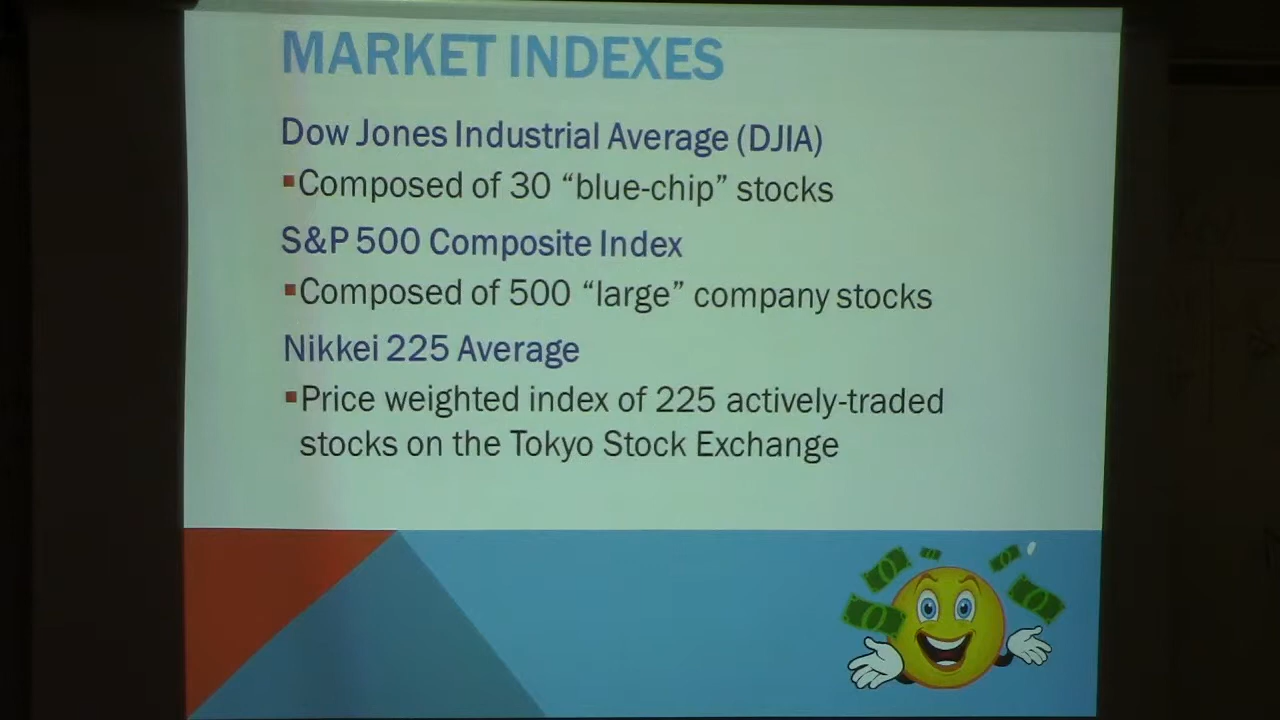 MARKET INDEXES
Dow Jones Industrial Average (DJIA)
▪Composed of 30 “blue-chip” stocks
S&P 500 Composite Index
▪Composed of 500 “large” company stocks
Nikkei 225 Average
▪Price weighted index of 225 actively-traded
stocks on the Tokyo Stock Exchange